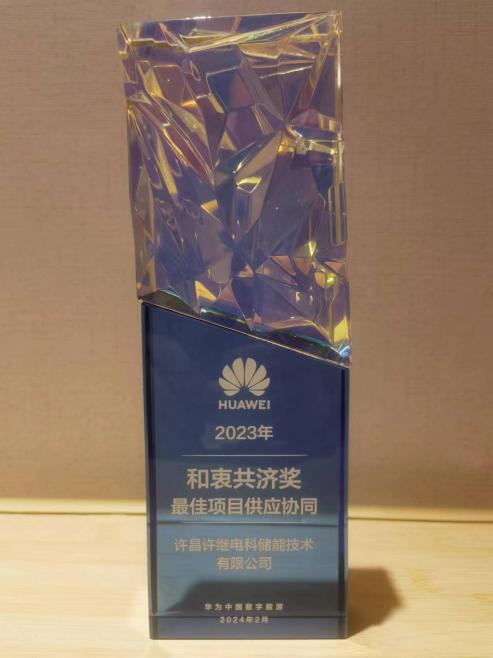 HUAWEI
2023年
和衷共济奖
最佳项目供应协同
许昌许继电科储能技术
有限公司
华为中国数字能源
2024年2月